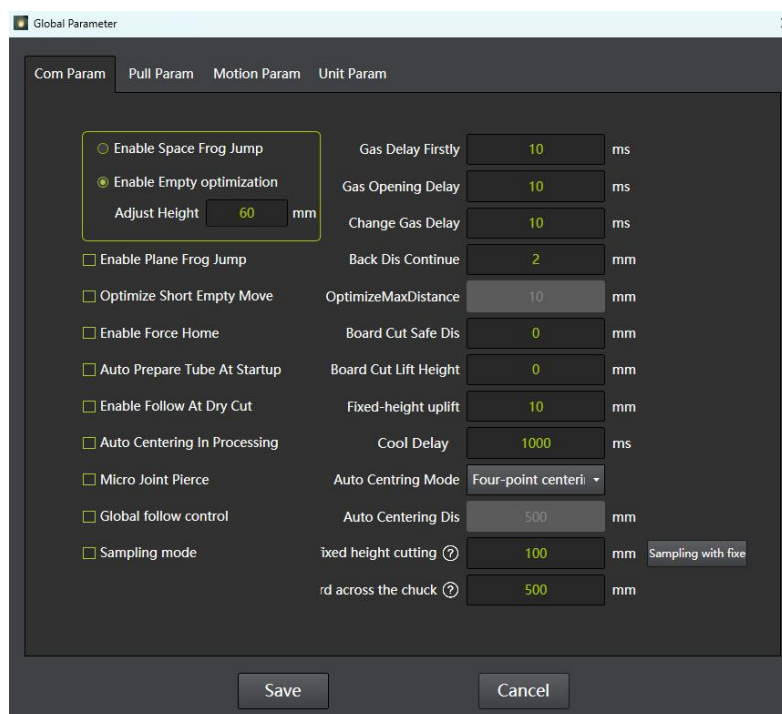 Global Parameter
Com Param Pull Param Motion Param Unit Param
Enable Space Frog Jump
Enable Empty optimization
Adjust Height 60 mm
Enable Plane Frog Jump
Optimize Short Empty Move
Enable Force Home
Auto Prepare Tube At Startup
Enable Follow At Dry Cut
Auto Centering In Processing
Micro Joint Pierce
Global follow control
Sampling mode
Gas Delay Firstly 10 ms
Gas Opening Delay 10 ms
Change Gas Delay 10 ms
Back Dis Continue 2 mm
OptimizeMaxDistance 10 mm
Board Cut Safe Dis 0 mm
Board Cut Lift Height 0 mm
Fixed-height uplift 10 mm
Cool Delay 1000 ms
Auto Centring Mode Four-point centeri
Auto Centering Dis 500 mm
ixed height cutting ? 100 mm Sampling with fixe
rd across the chuck ? 500 mm
Save Cancel